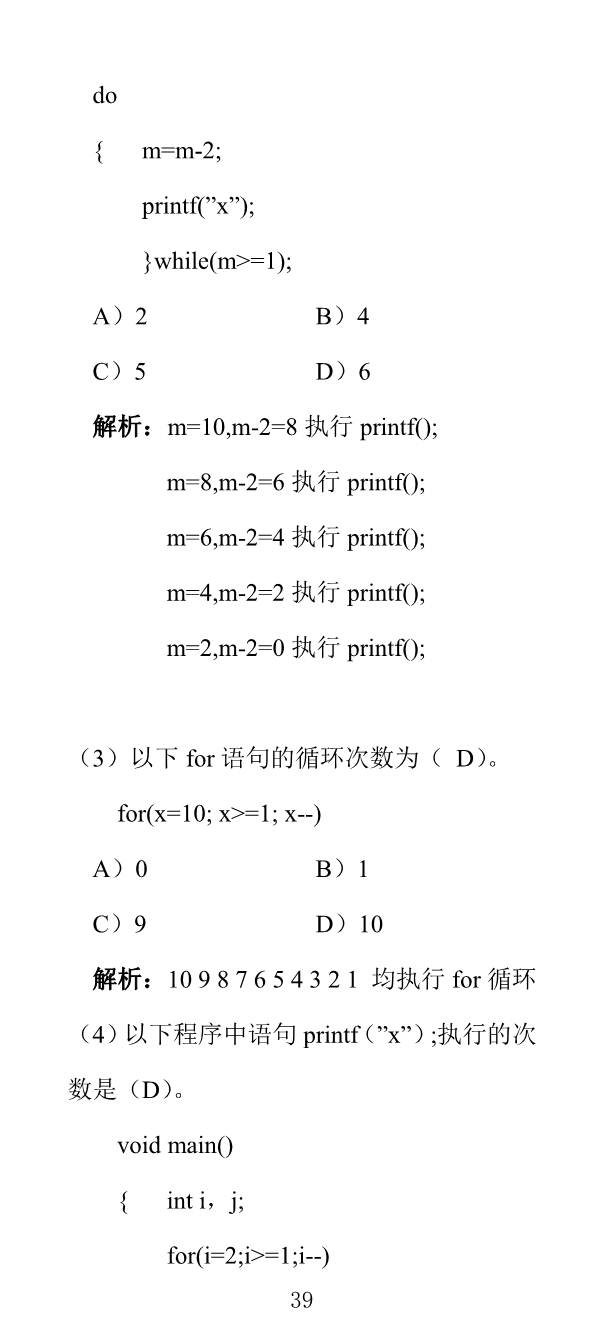 do
{ m=m-2;
printf(”x”);
}while(m>=1);
A）2 B）4
C）5 D）6
解析：m=10,m-2=8 执行 printf();
m=8,m-2=6 执行 printf();
m=6,m-2=4 执行 printf();
m=4,m-2=2 执行 printf();
m=2,m-2=0 执行 printf();
（3）以下 for 语句的循环次数为（ D）。
for(x=10; x>=1; x--)
A）0 B）1
C）9 D）10
解析：10 9 8 7 6 5 4 3 2 1 均执行 for 循环
（4）以下程序中语句 printf（”x”）;执行的次
数是（D）。
void main()
{ int i，j;
for(i=2;i>=1;i--)
39